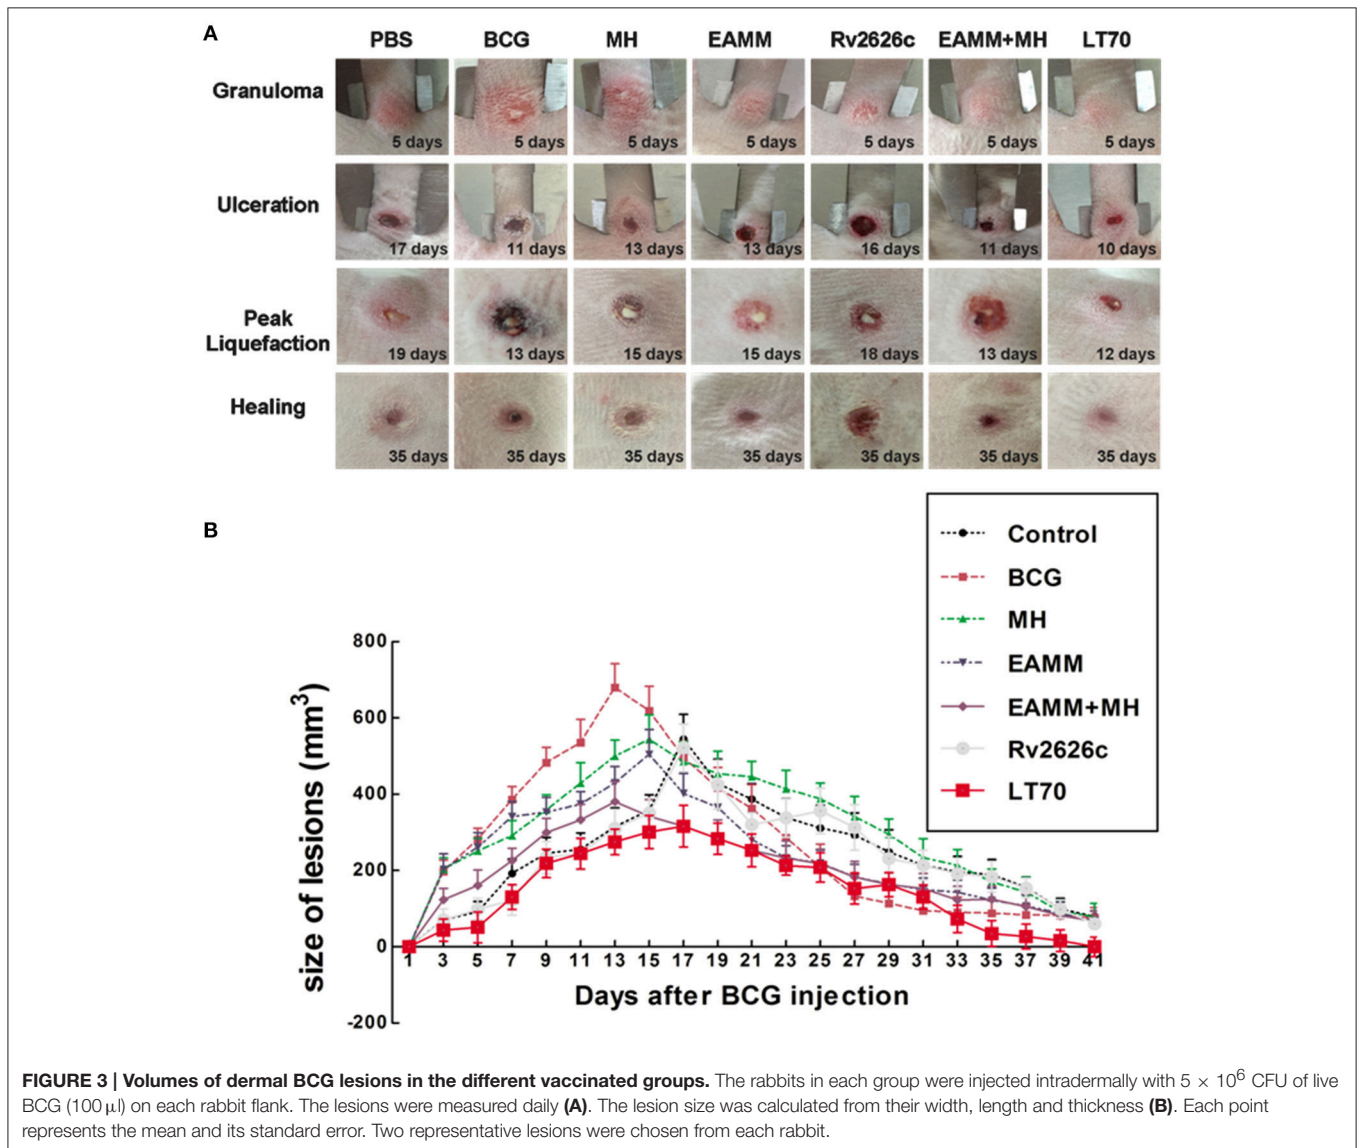 A
PBS BCG MH EAMM Rv2626c EAMM+MH LT70
Granuloma
5 days 5 days 5 days 5 days 5 days 5 days 5 days
Ulceration
17 days 11 days 13 days 13 days 16 days 11 days 10 days
Peak
Liquefaction
19 days 13 days 15 days 15 days 18 days 13 days 12 days
Healing
35 days 35 days 35 days 35 days 35 days 35 days 35 days
B
Control
BCG
MH
EAMM
EAMM+MH
Rv2626c
LT70
size of lesions (mm³)
800
600
400
200
0
-200
1 3 5 7 9 11 13 15 17 19 21 23 25 27 29 31 33 35 37 39 41
Days after BCG injection
FIGURE 3 | Volumes of dermal BCG lesions in the different vaccinated groups. The rabbits in each group were injected intradermally with 5 × 10⁶ CFU of live
BCG (100 μl) on each rabbit flank. The lesions were measured daily (A). The lesion size was calculated from their width, length and thickness (B). Each point
represents the mean and its standard error. Two representative lesions were chosen from each rabbit.